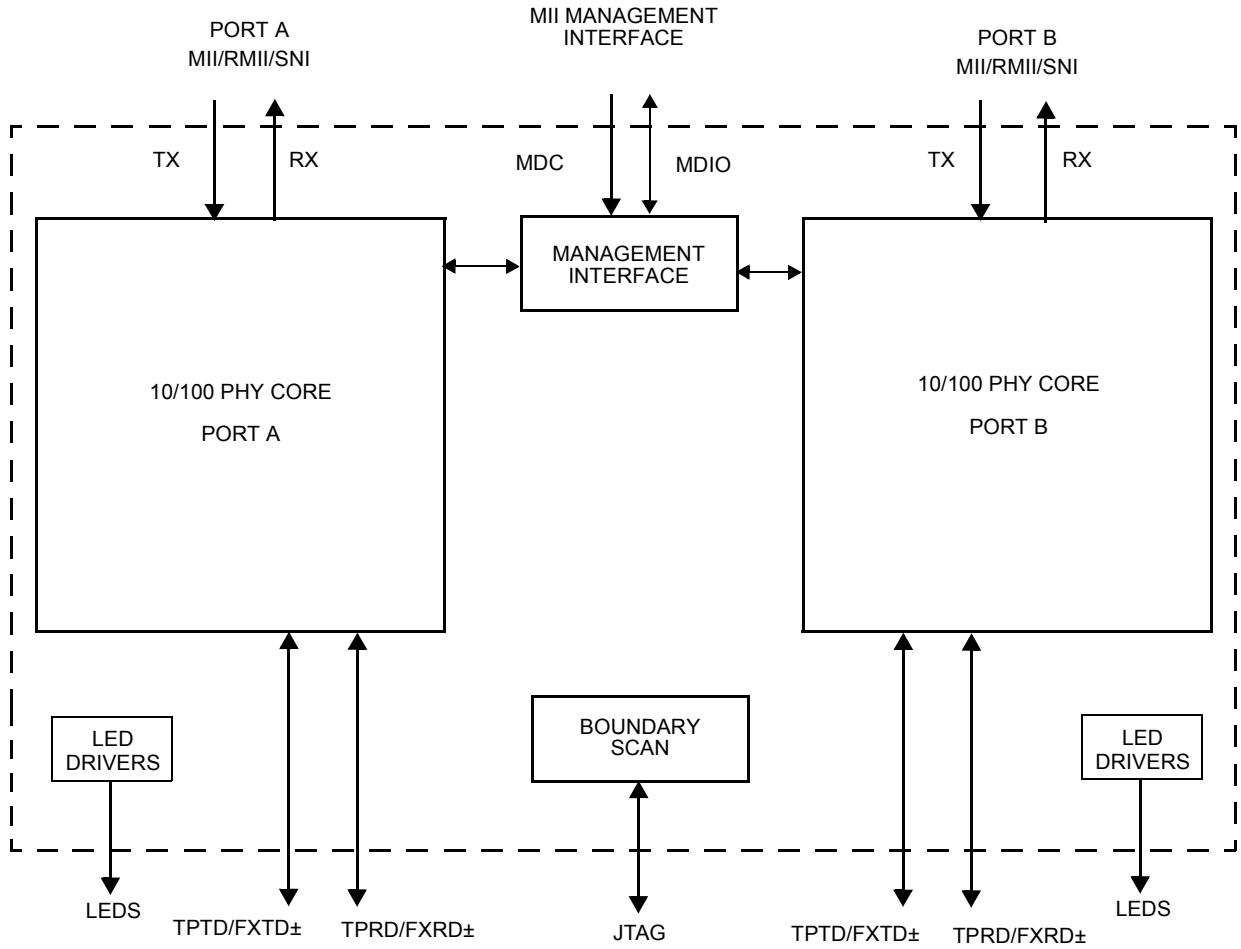 PORT A
MII/RMII/SNI
MII MANAGEMENT
INTERFACE
PORT B
MII/RMII/SNI
TX
RX
MDC
MDIO
TX
RX
MANAGEMENT
INTERFACE
10/100 PHY CORE
PORT A
10/100 PHY CORE
PORT B
LED
DRIVERS
BOUNDARY
SCAN
LED
DRIVERS
LEDS
TPTD/FXTD±
TPRD/FXRD±
JTAG
TPTD/FXTD±
TPRD/FXRD±
LEDS